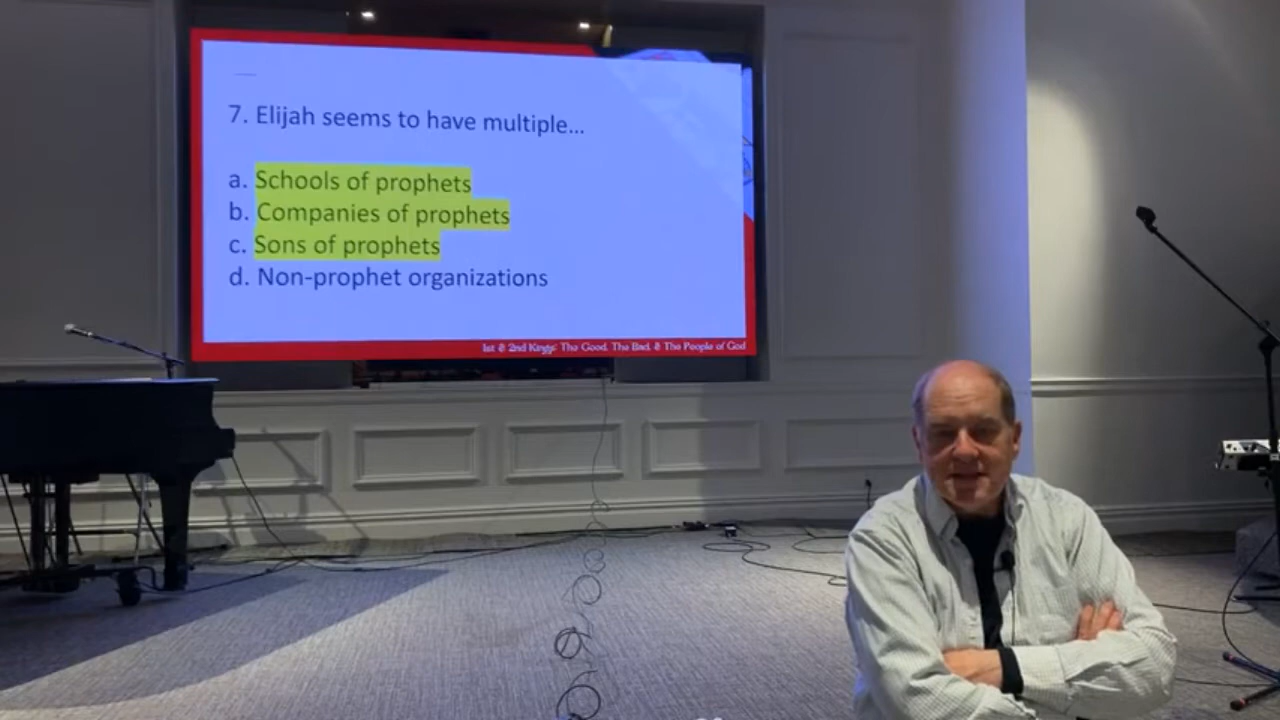 7. Elijah seems to have multiple...
a. Schools of prophets
b. Companies of prophets
c. Sons of prophets
d. Non-prophet organizations
1st & 2nd Kings: The Good, The Bad, & The People of God